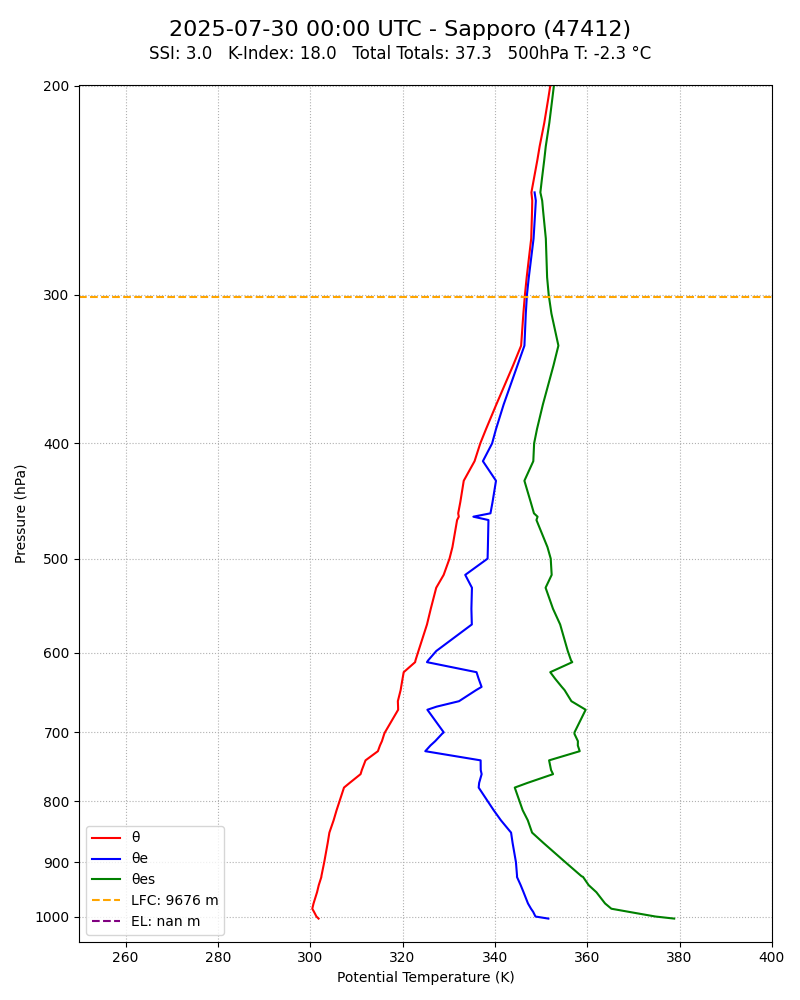 2025-07-30 00:00 UTC - Sapporo (47412)
SSI: 3.0   K-Index: 18.0   Total Totals: 37.3   500hPa T: -2.3 °C
200
300
400
500
600
700
800
900
1000
Pressure (hPa)
θ
θe
θes
LFC: 9676 m
EL: nan m
260 280 300 320 340 360 380 400
Potential Temperature (K)